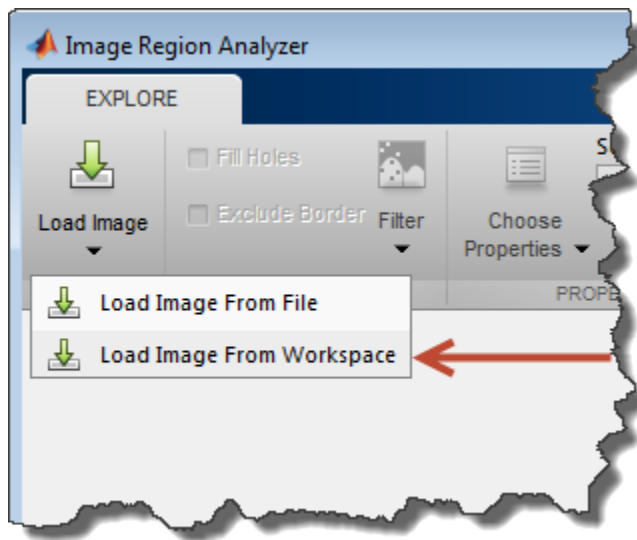 Image Region Analyzer
EXPLORE
Load Image
Fill Holes
Exclude Border
Filter
Choose
Properties
Load Image From File
Load Image From Workspace